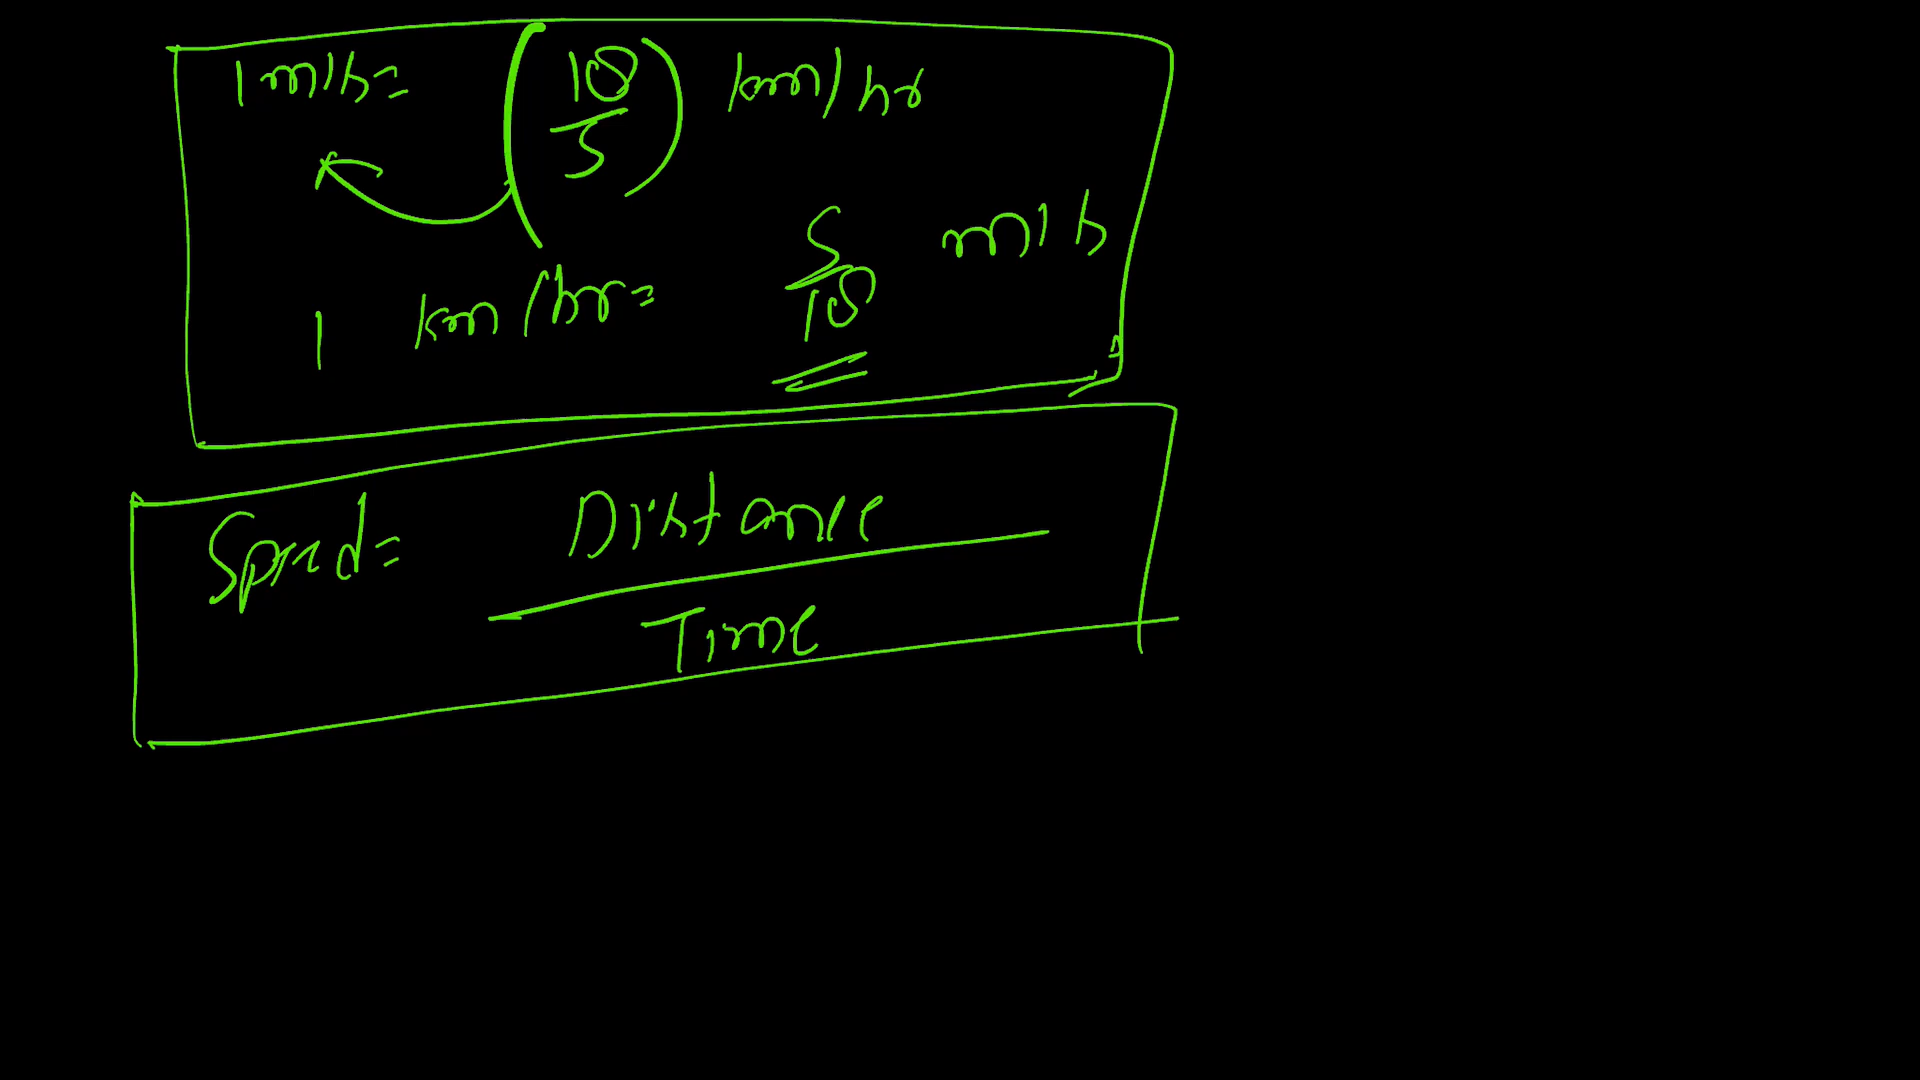 1 m/s = (18/5) km/hr
1 km/hr = 5/18 m/s
Speed = Distance
Time